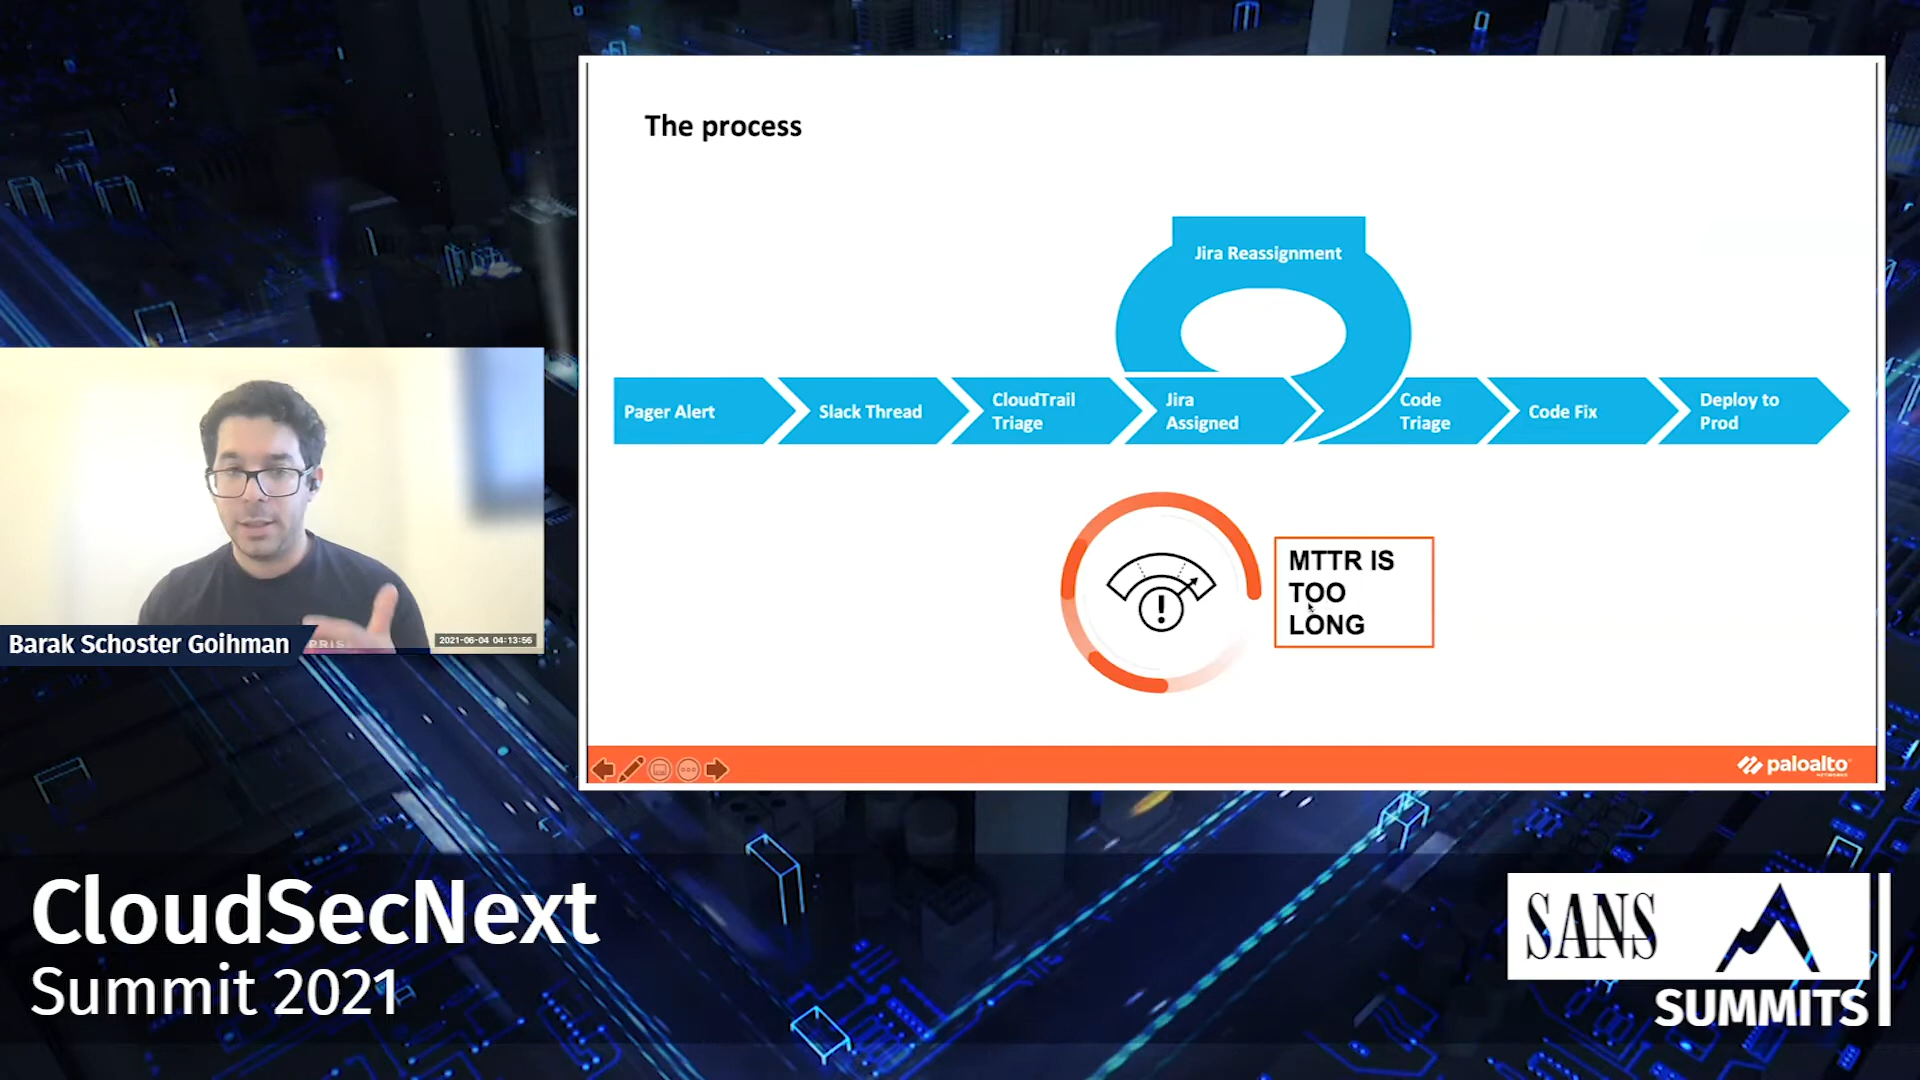 The process
Jira Reassignment
Pager Alert
Slack Thread
CloudTrail
Triage
Jira
Assigned
Code
Triage
Code Fix
Deploy to
Prod
MTTR IS
TOO
LONG
paloalto
NETWORKS
Barak Schoster Goihman
PRIS
2021-06-04 04:13:56
CloudSecNext
Summit 2021
SANS
SUMMITS